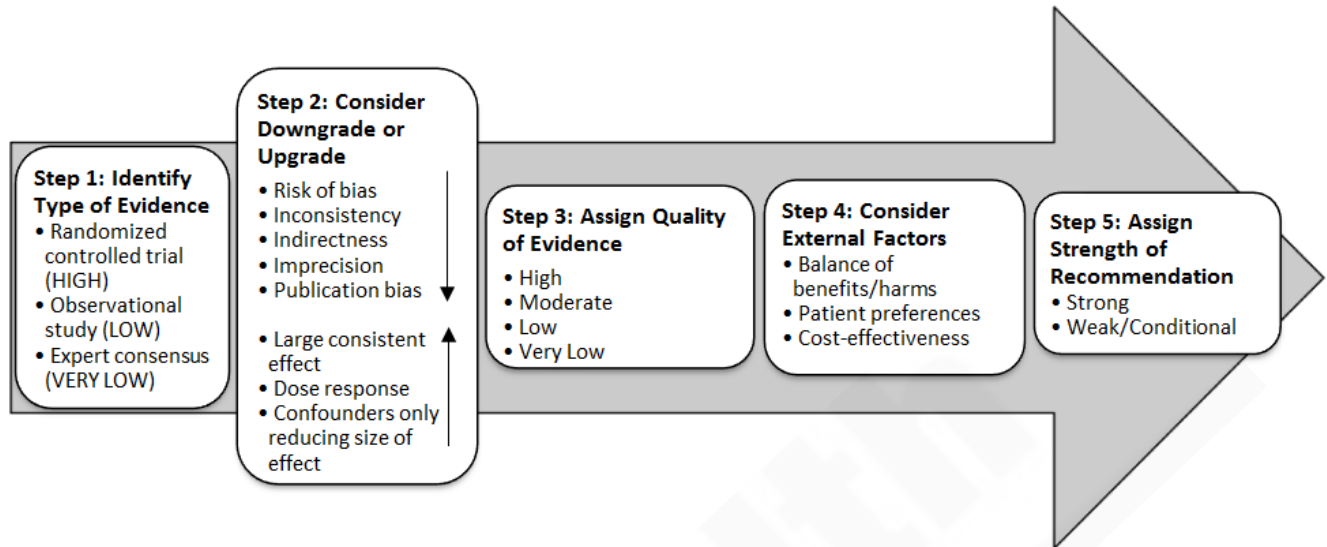 Step 1: Identify
Type of Evidence
• Randomized
controlled trial
(HIGH)
• Observational
study (LOW)
• Expert consensus
(VERY LOW)
Step 2: Consider
Downgrade or
Upgrade
• Risk of bias
• Inconsistency
• Indirectness
• Imprecision
• Publication bias
• Large consistent
effect
• Dose response
• Confounders only
reducing size of
effect
Step 3: Assign Quality
of Evidence
• High
• Moderate
• Low
• Very Low
Step 4: Consider
External Factors
• Balance of
benefits/harms
• Patient preferences
• Cost-effectiveness
Step 5: Assign
Strength of
Recommendation
• Strong
• Weak/Conditional